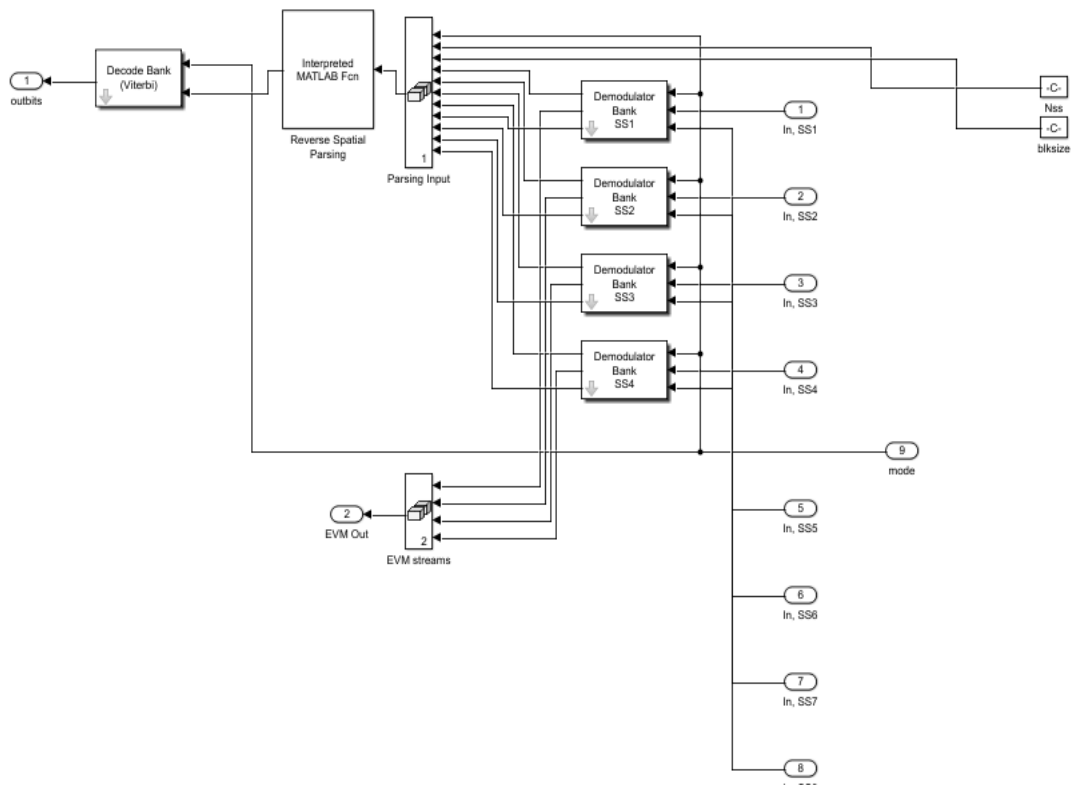 1
outbits
Decode Bank
(Viterbi)
Interpreted
MATLAB Fcn
Reverse Spatial
Parsing
1
Parsing Input
Demodulator
Bank
SS1
1
In, SS1
-C-
Nss
-C-
blksize
Demodulator
Bank
SS2
2
In, SS2
Demodulator
Bank
SS3
3
In, SS3
Demodulator
Bank
SS4
4
In, SS4
9
mode
2
EVM Out
2
EVM streams
5
In, SS5
6
In, SS6
7
In, SS7
8